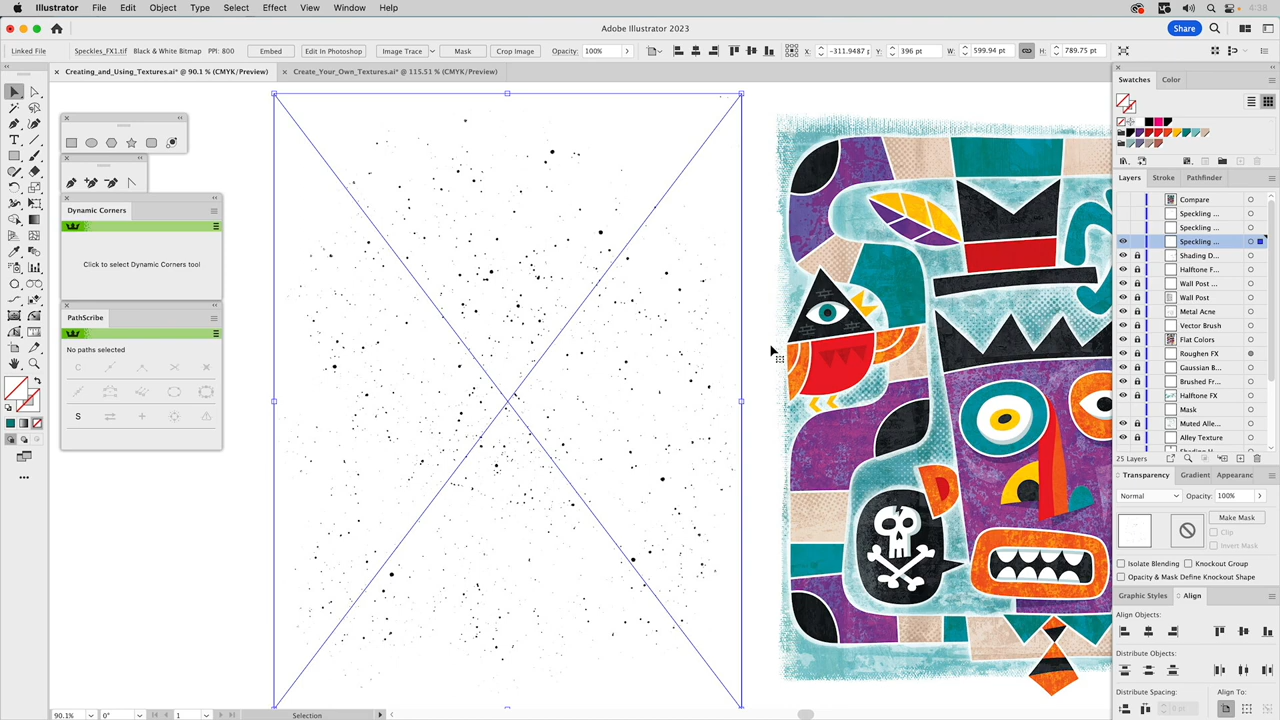 Illustrator File Edit Object Type Select Effect View Window Help 4:38
Adobe Illustrator 2023 Share
Linked File Speckles_FX1.tif Black & White Bitmap PPI: 800 Embed Edit In Photoshop Image Trace Mask Crop Image Opacity: 100% X: -311.9487 p Y: 396 pt W: 599.94 pt H: 789.75 pt
× Creating_and_Using_Textures.ai* @ 90.1 % (CMYK/Preview) × Create_Your_Own_Textures.ai* @ 115.51 % (CMYK/Preview)
Swatches Color
Dynamic Corners
Click to select Dynamic Corners tool
PathScribe
No paths selected
S
Layers Stroke Pathfinder
Compare
Speckling ...
Speckling ...
Speckling ...
Shading D...
Halftone F...
Wall Post ...
Wall Post
Metal Acne
Vector Brush
Flat Colors
Roughen FX
Gaussian B...
Brushed Fr...
Halftone FX
Mask
Muted Alle...
Alley Texture
25 Layers
Transparency Gradient Appearanc
Normal Opacity: 100%
Make Mask
Clip
Invert Mask
Isolate Blending Knockout Group
Opacity & Mask Define Knockout Shape
Graphic Styles Align
Align Objects:
Distribute Objects:
Distribute Spacing: Align To:
0 pt
90.1% 0° 1 Selection